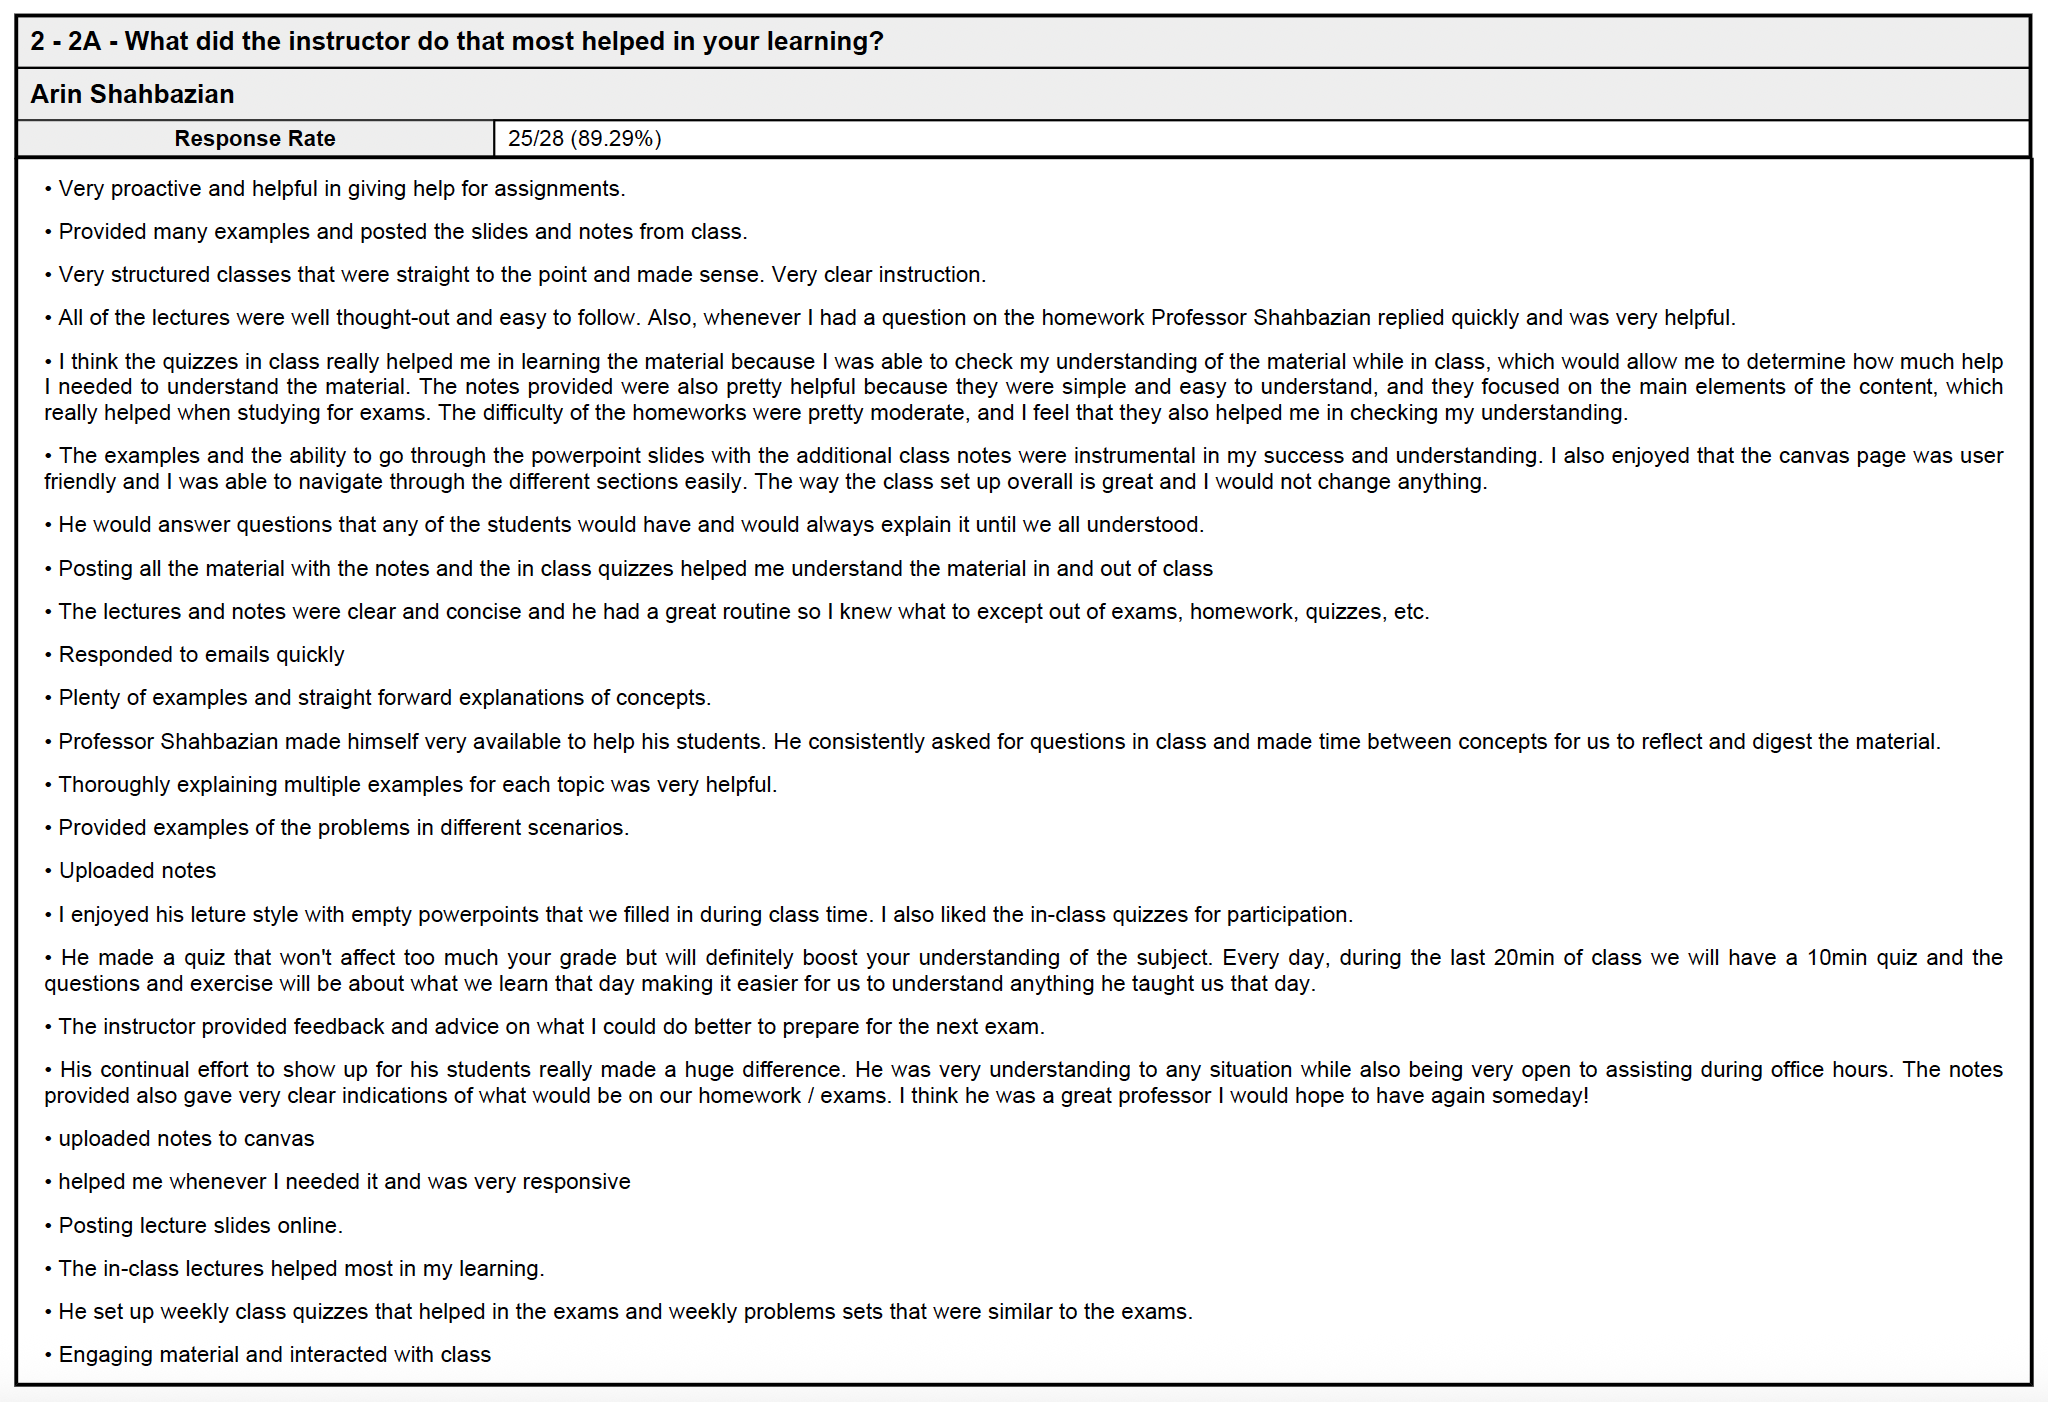 2 - 2A - What did the instructor do that most helped in your learning?
Arin Shahbazian
Response Rate 25/28 (89.29%)
• Very proactive and helpful in giving help for assignments.
• Provided many examples and posted the slides and notes from class.
• Very structured classes that were straight to the point and made sense. Very clear instruction.
• All of the lectures were well thought-out and easy to follow. Also, whenever I had a question on the homework Professor Shahbazian replied quickly and was very helpful.
• I think the quizzes in class really helped me in learning the material because I was able to check my understanding of the material while in class, which would allow me to determine how much help
I needed to understand the material. The notes provided were also pretty helpful because they were simple and easy to understand, and they focused on the main elements of the content, which
really helped when studying for exams. The difficulty of the homeworks were pretty moderate, and I feel that they also helped me in checking my understanding.
• The examples and the ability to go through the powerpoint slides with the additional class notes were instrumental in my success and understanding. I also enjoyed that the canvas page was user
friendly and I was able to navigate through the different sections easily. The way the class set up overall is great and I would not change anything.
• He would answer questions that any of the students would have and would always explain it until we all understood.
• Posting all the material with the notes and the in class quizzes helped me understand the material in and out of class
• The lectures and notes were clear and concise and he had a great routine so I knew what to except out of exams, homework, quizzes, etc.
• Responded to emails quickly
• Plenty of examples and straight forward explanations of concepts.
• Professor Shahbazian made himself very available to help his students. He consistently asked for questions in class and made time between concepts for us to reflect and digest the material.
• Thoroughly explaining multiple examples for each topic was very helpful.
• Provided examples of the problems in different scenarios.
• Uploaded notes
• I enjoyed his leture style with empty powerpoints that we filled in during class time. I also liked the in-class quizzes for participation.
• He made a quiz that won't affect too much your grade but will definitely boost your understanding of the subject. Every day, during the last 20min of class we will have a 10min quiz and the
questions and exercise will be about what we learn that day making it easier for us to understand anything he taught us that day.
• The instructor provided feedback and advice on what I could do better to prepare for the next exam.
• His continual effort to show up for his students really made a huge difference. He was very understanding to any situation while also being very open to assisting during office hours. The notes
provided also gave very clear indications of what would be on our homework / exams. I think he was a great professor I would hope to have again someday!
• uploaded notes to canvas
• helped me whenever I needed it and was very responsive
• Posting lecture slides online.
• The in-class lectures helped most in my learning.
• He set up weekly class quizzes that helped in the exams and weekly problems sets that were similar to the exams.
• Engaging material and interacted with class